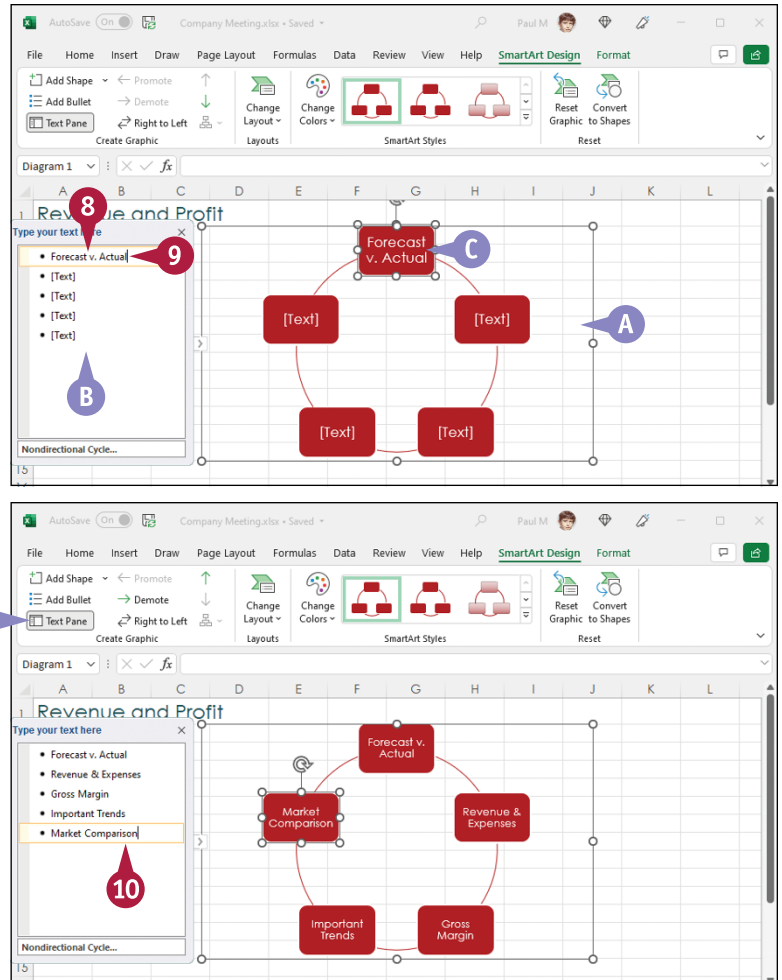 AutoSave On Company Meeting.xlsx • Saved Paul M
File Home Insert Draw Page Layout Formulas Data Review View Help SmartArt Design Format
Add Shape Promote
Add Bullet Demote
Text Pane Right to Left
Change Layout
Change Colors
Reset Graphic
Convert to Shapes
Create Graphic Layouts SmartArt Styles Reset
Diagram 1 fx
A B C D E F G H I J K L
1 Revenue and Profit
8
Type your text here
• Forecast v. Actual
9
• [Text]
• [Text]
• [Text]
• [Text]
B
Nondirectional Cycle...
15
Forecast
v. Actual
C
[Text] [Text]
A
[Text] [Text]
AutoSave On Company Meeting.xlsx • Saved Paul M
File Home Insert Draw Page Layout Formulas Data Review View Help SmartArt Design Format
Add Shape Promote
Add Bullet Demote
Text Pane Right to Left
Change Layout
Change Colors
Reset Graphic
Convert to Shapes
Create Graphic Layouts SmartArt Styles Reset
Diagram 1 fx
A B C D E F G H I J K L
1 Revenue and Profit
Type your text here
• Forecast v. Actual
• Revenue & Expenses
• Gross Margin
• Important Trends
• Market Comparison
10
Nondirectional Cycle...
15
Forecast v.
Actual
Market
Comparison
Revenue &
Expenses
Important
Trends
Gross
Margin